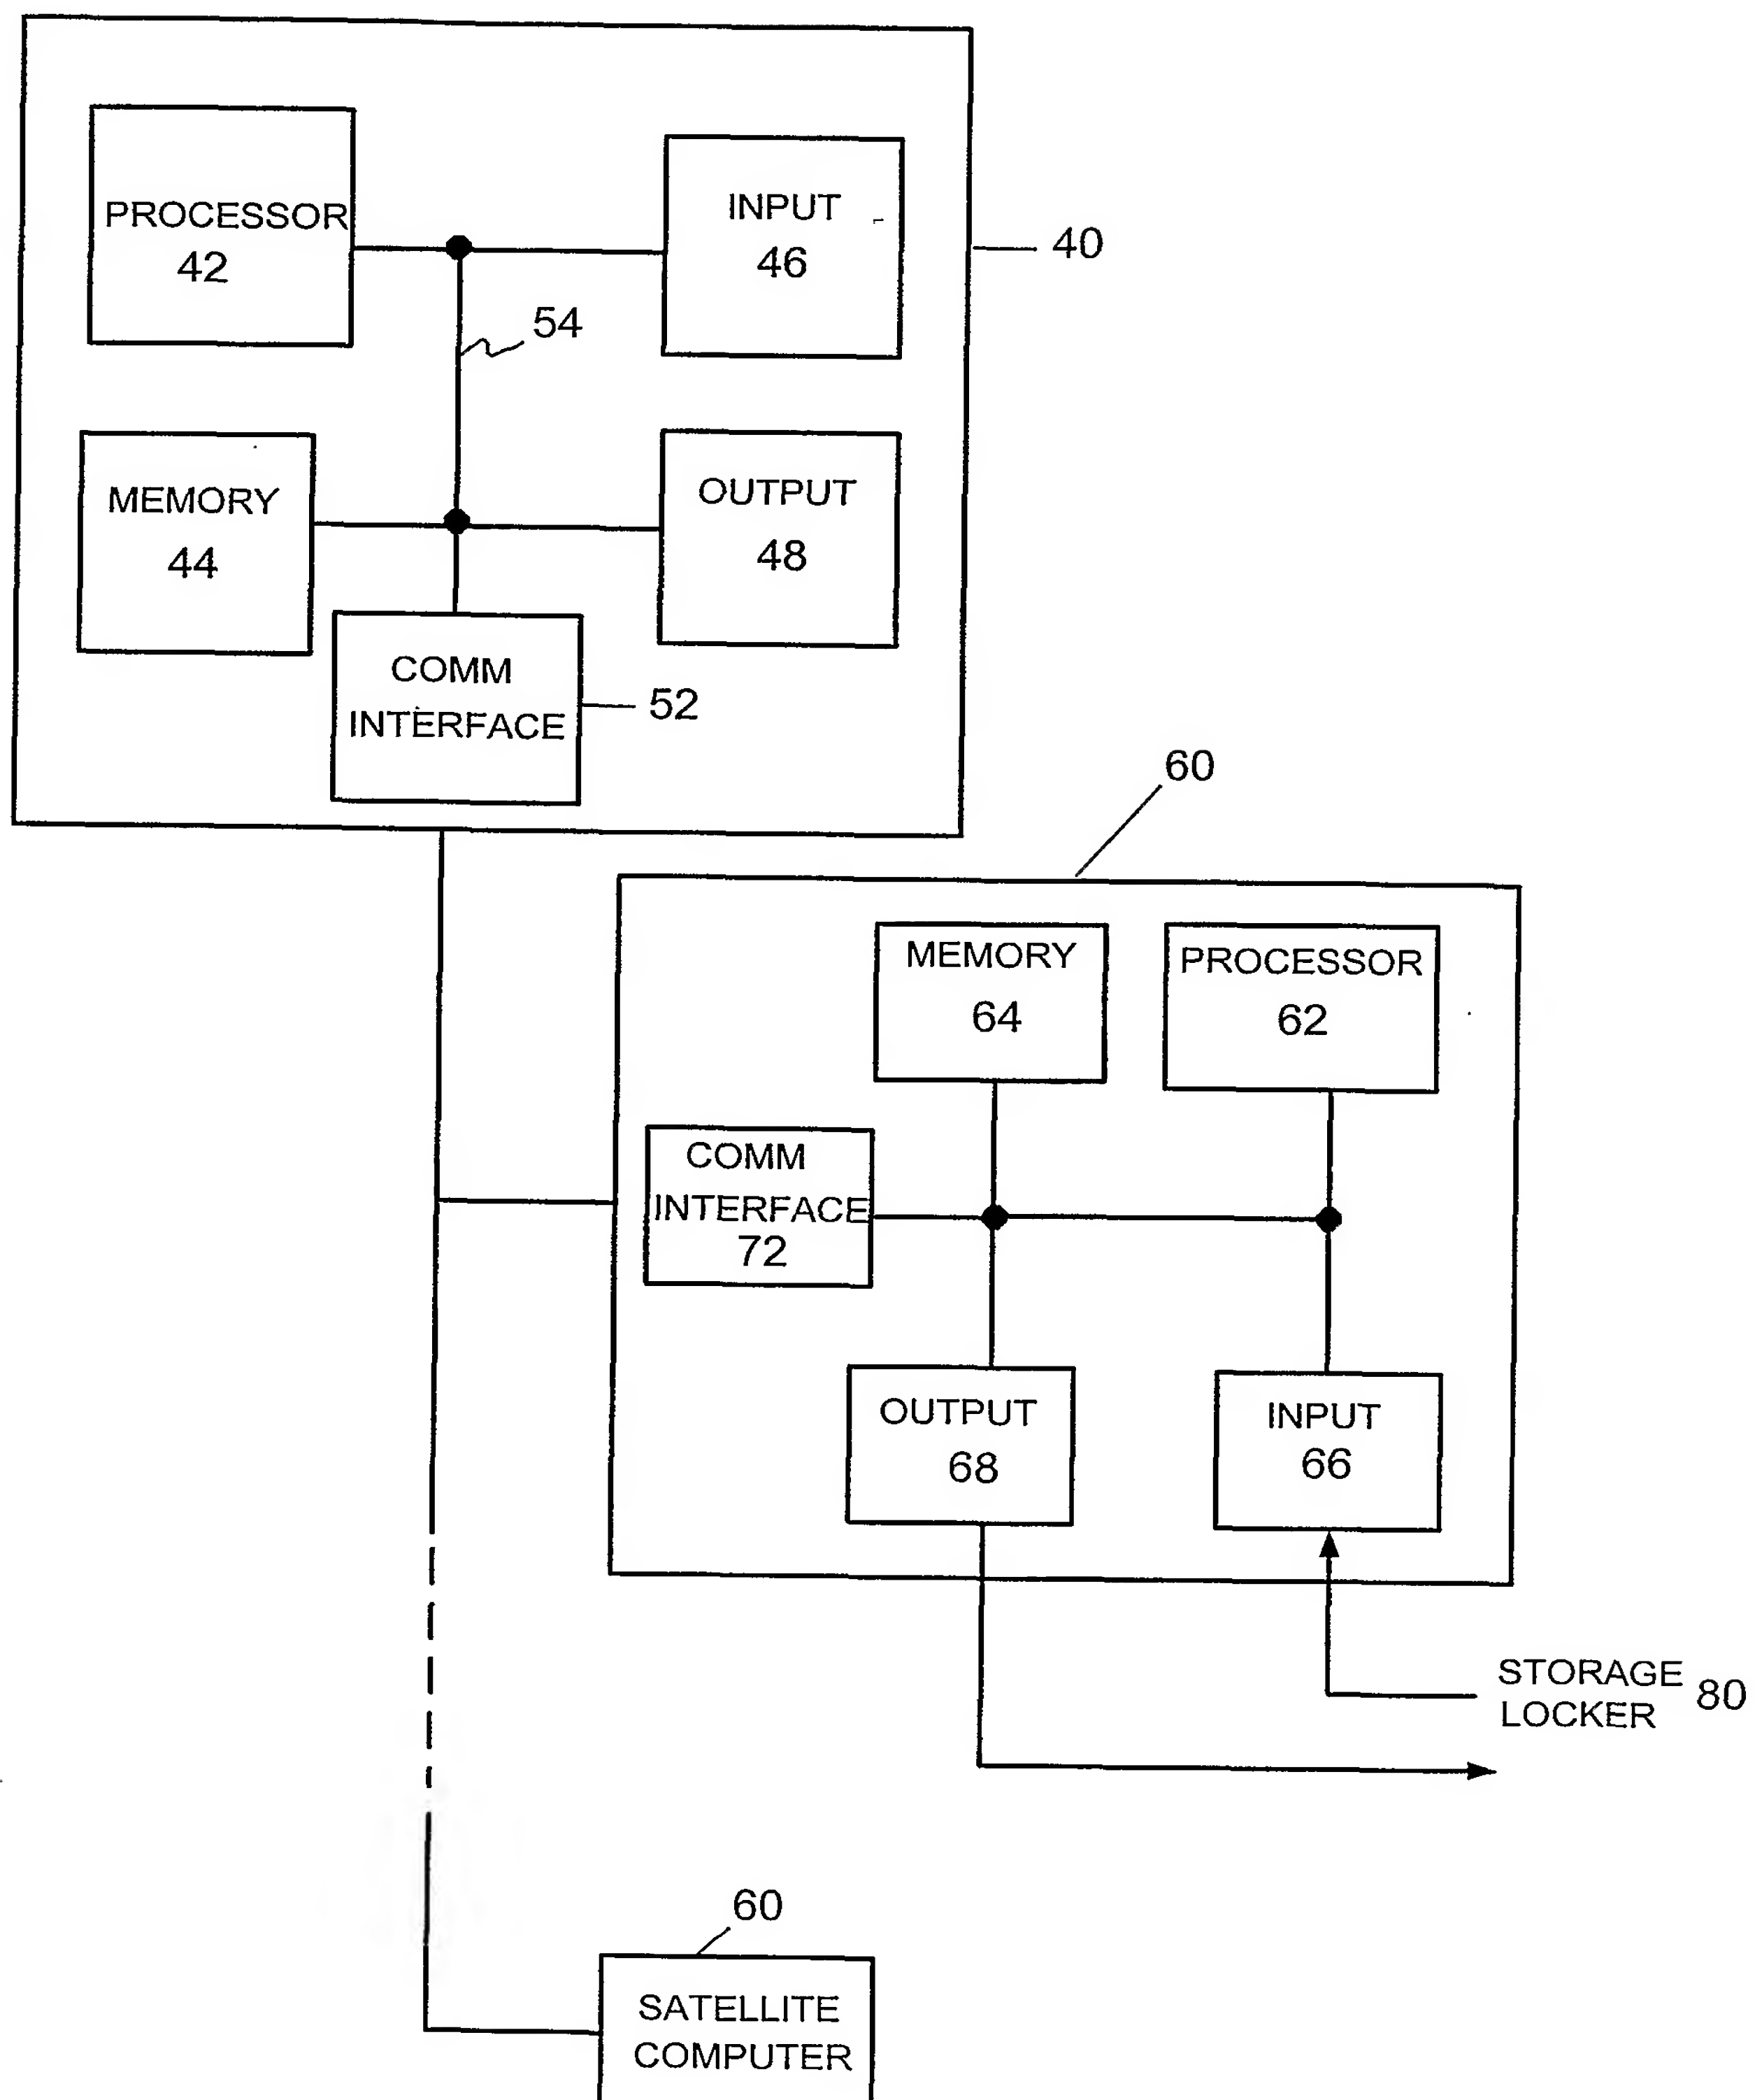 PROCESSOR
42
INPUT
46
40
54
MEMORY
44
OUTPUT
48
COMM
INTERFACE
52
60
MEMORY
64
PROCESSOR
62
COMM
INTERFACE
72
OUTPUT
68
INPUT
66
STORAGE
LOCKER
80
60
SATELLITE
COMPUTER